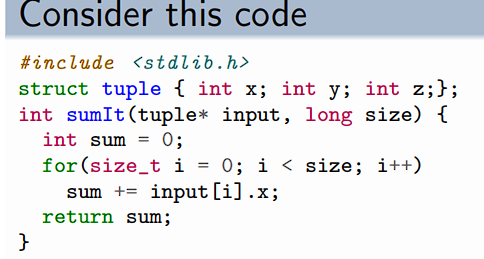 Consider this code
#include <stdlib.h>
struct tuple { int x; int y; int z;};
int sumIt(tuple* input, long size) {
  int sum = 0;
  for(size_t i = 0; i < size; i++)
    sum += input[i].x;
  return sum;
}